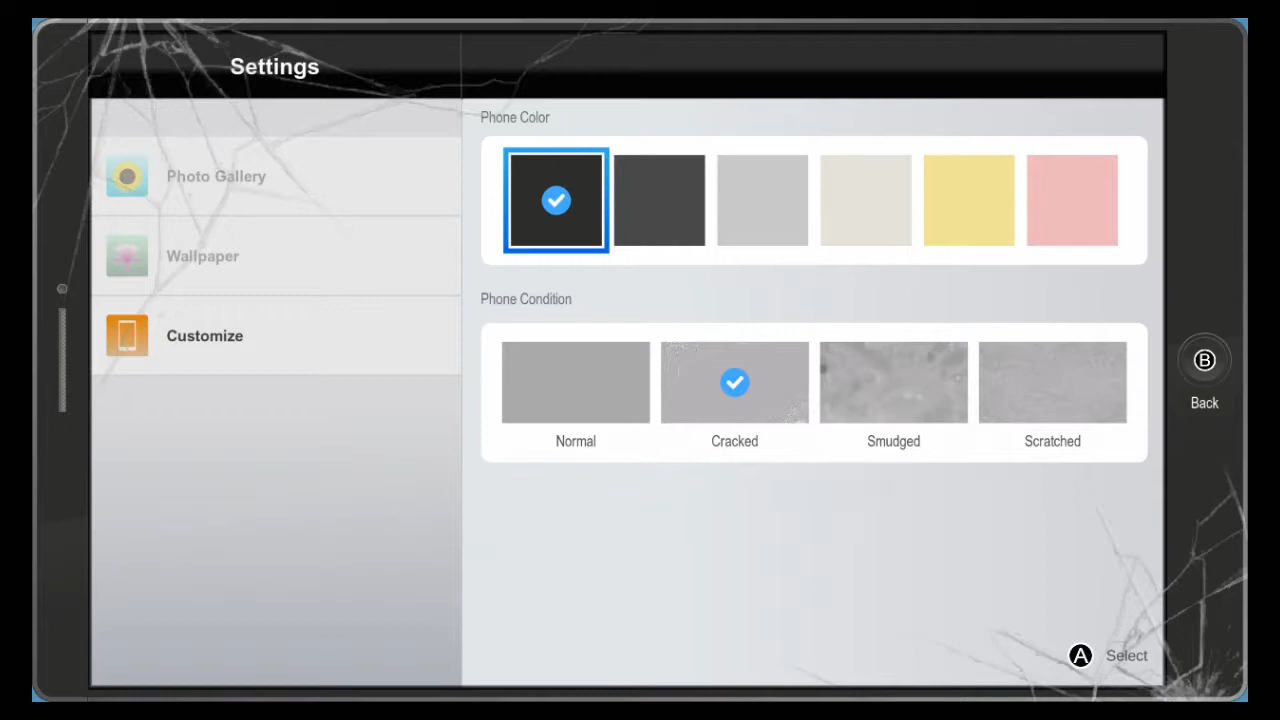 Settings
Photo Gallery
Wallpaper
Customize
Phone Color
Phone Condition
Normal
Cracked
Smudged
Scratched
B
Back
A Select